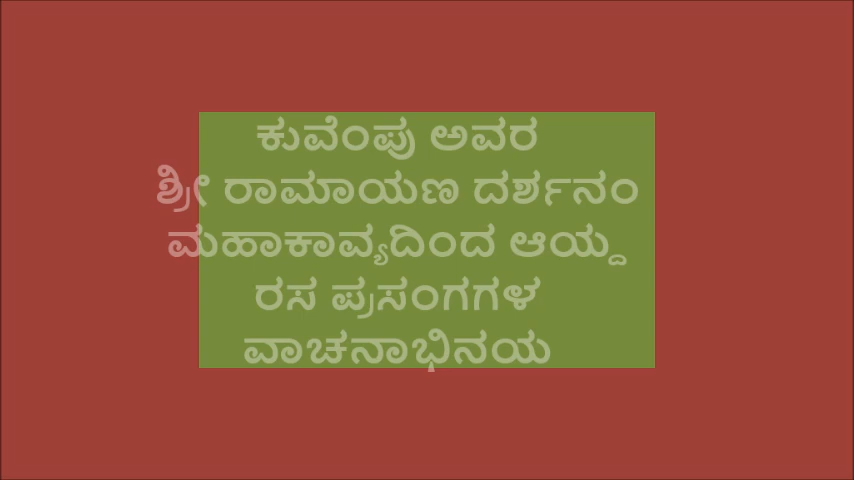 ಕುವೆಂಪು ಅವರ
ಶ್ರೀ ರಾಮಾಯಣ ದರ್ಶನಂ
ಮಹಾಕಾವ್ಯದಿಂದ ಆಯ್ದ
ರಸ ಪ್ರಸಂಗಗಳ
ವಾಚನಾಭಿನಯ